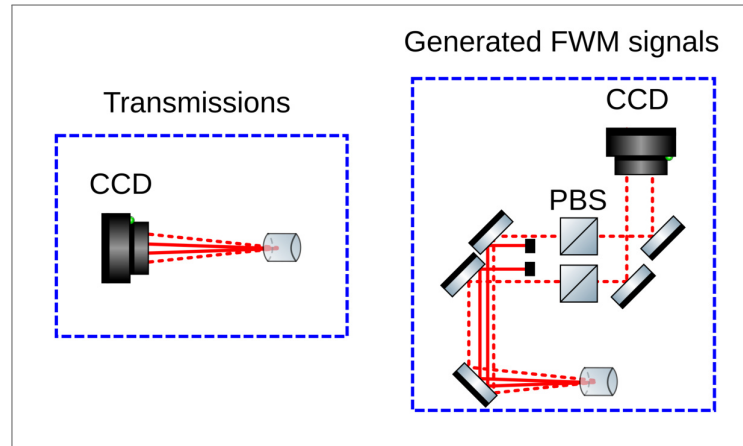 Generated FWM signals
Transmissions
CCD
CCD
PBS